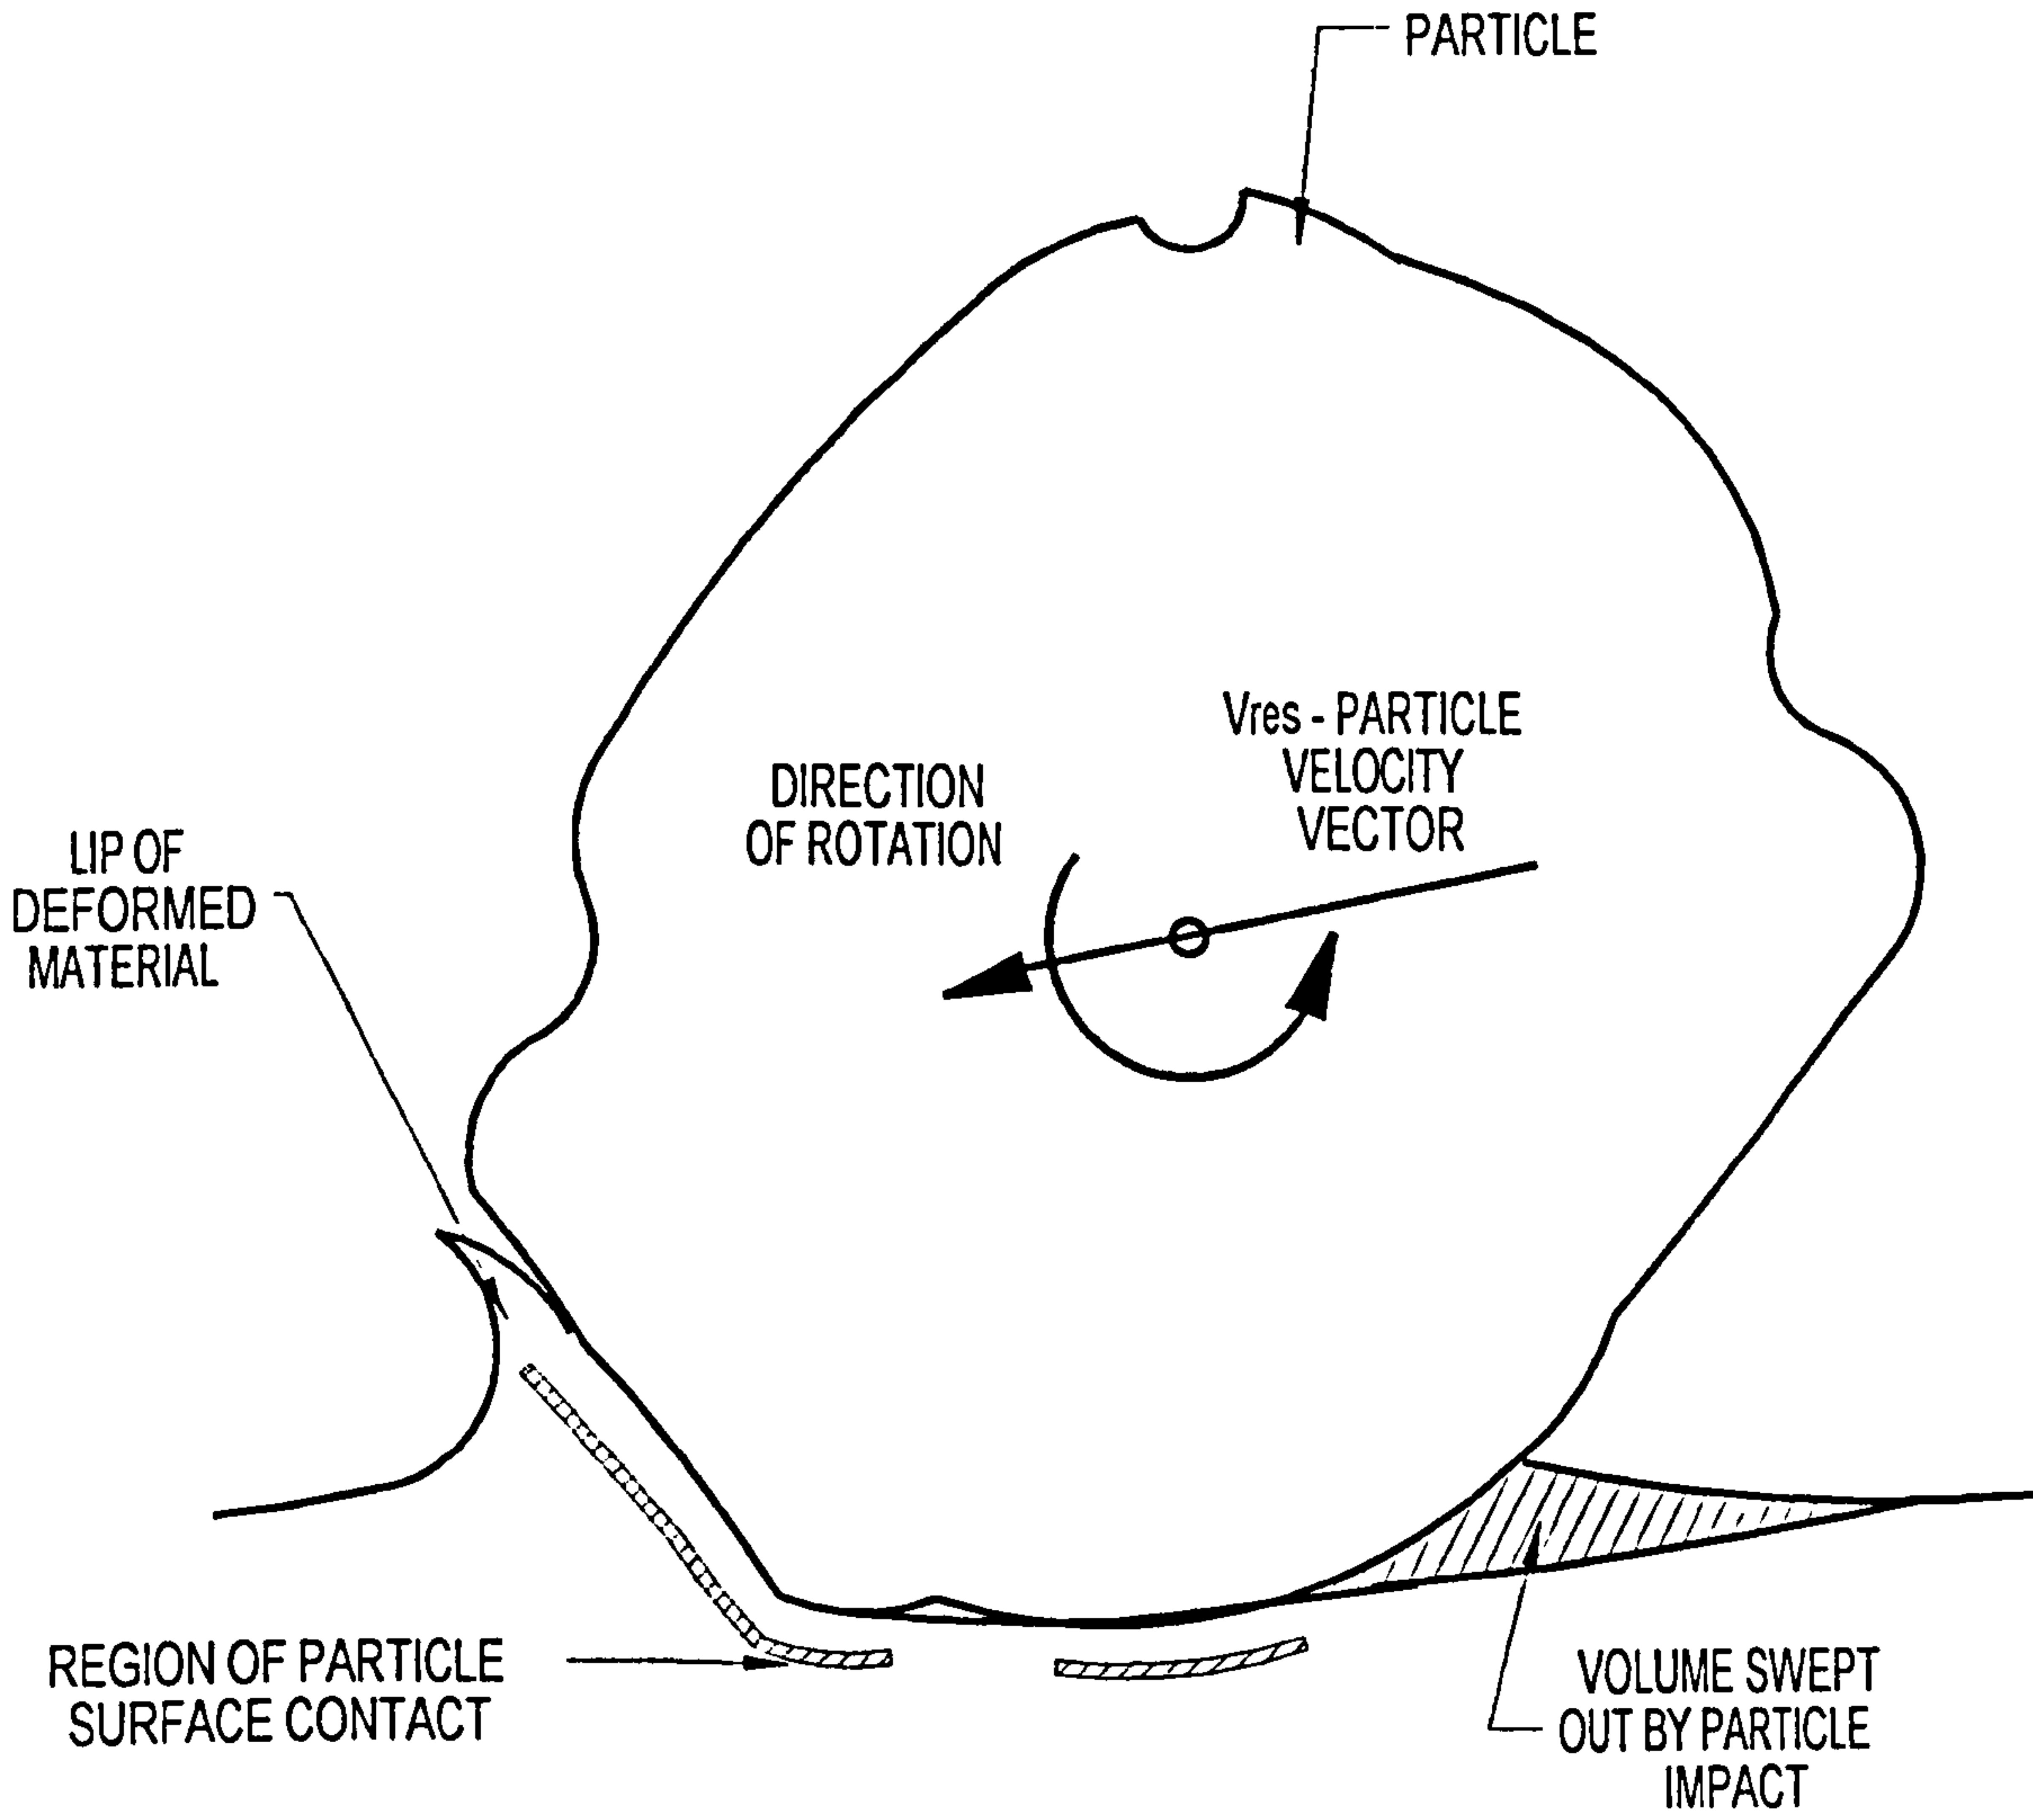 PARTICLE
Vres - PARTICLE
VELOCITY
VECTOR
DIRECTION
OF ROTATION
LIP OF
DEFORMED
MATERIAL
REGION OF PARTICLE
SURFACE CONTACT
VOLUME SWEPT
OUT BY PARTICLE
IMPACT